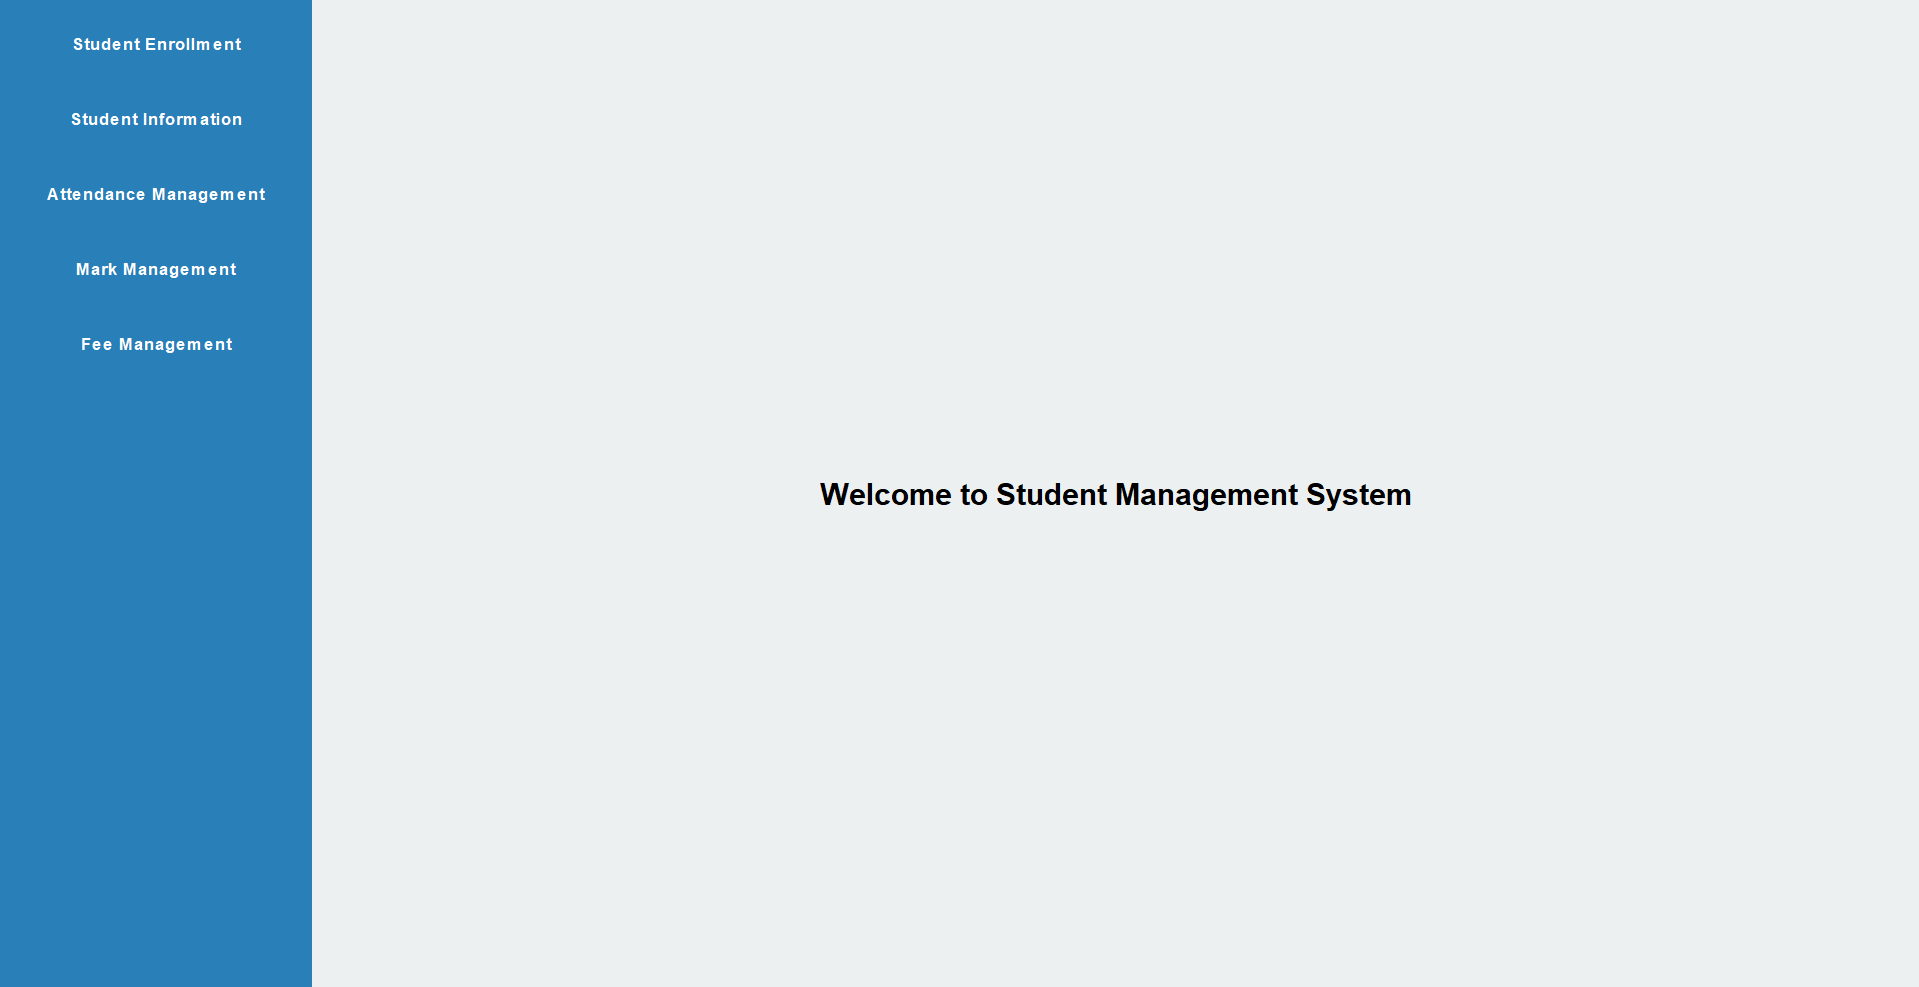 Student Enrollment
Student Information
Attendance Management
Mark Management
Fee Management
Welcome to Student Management System